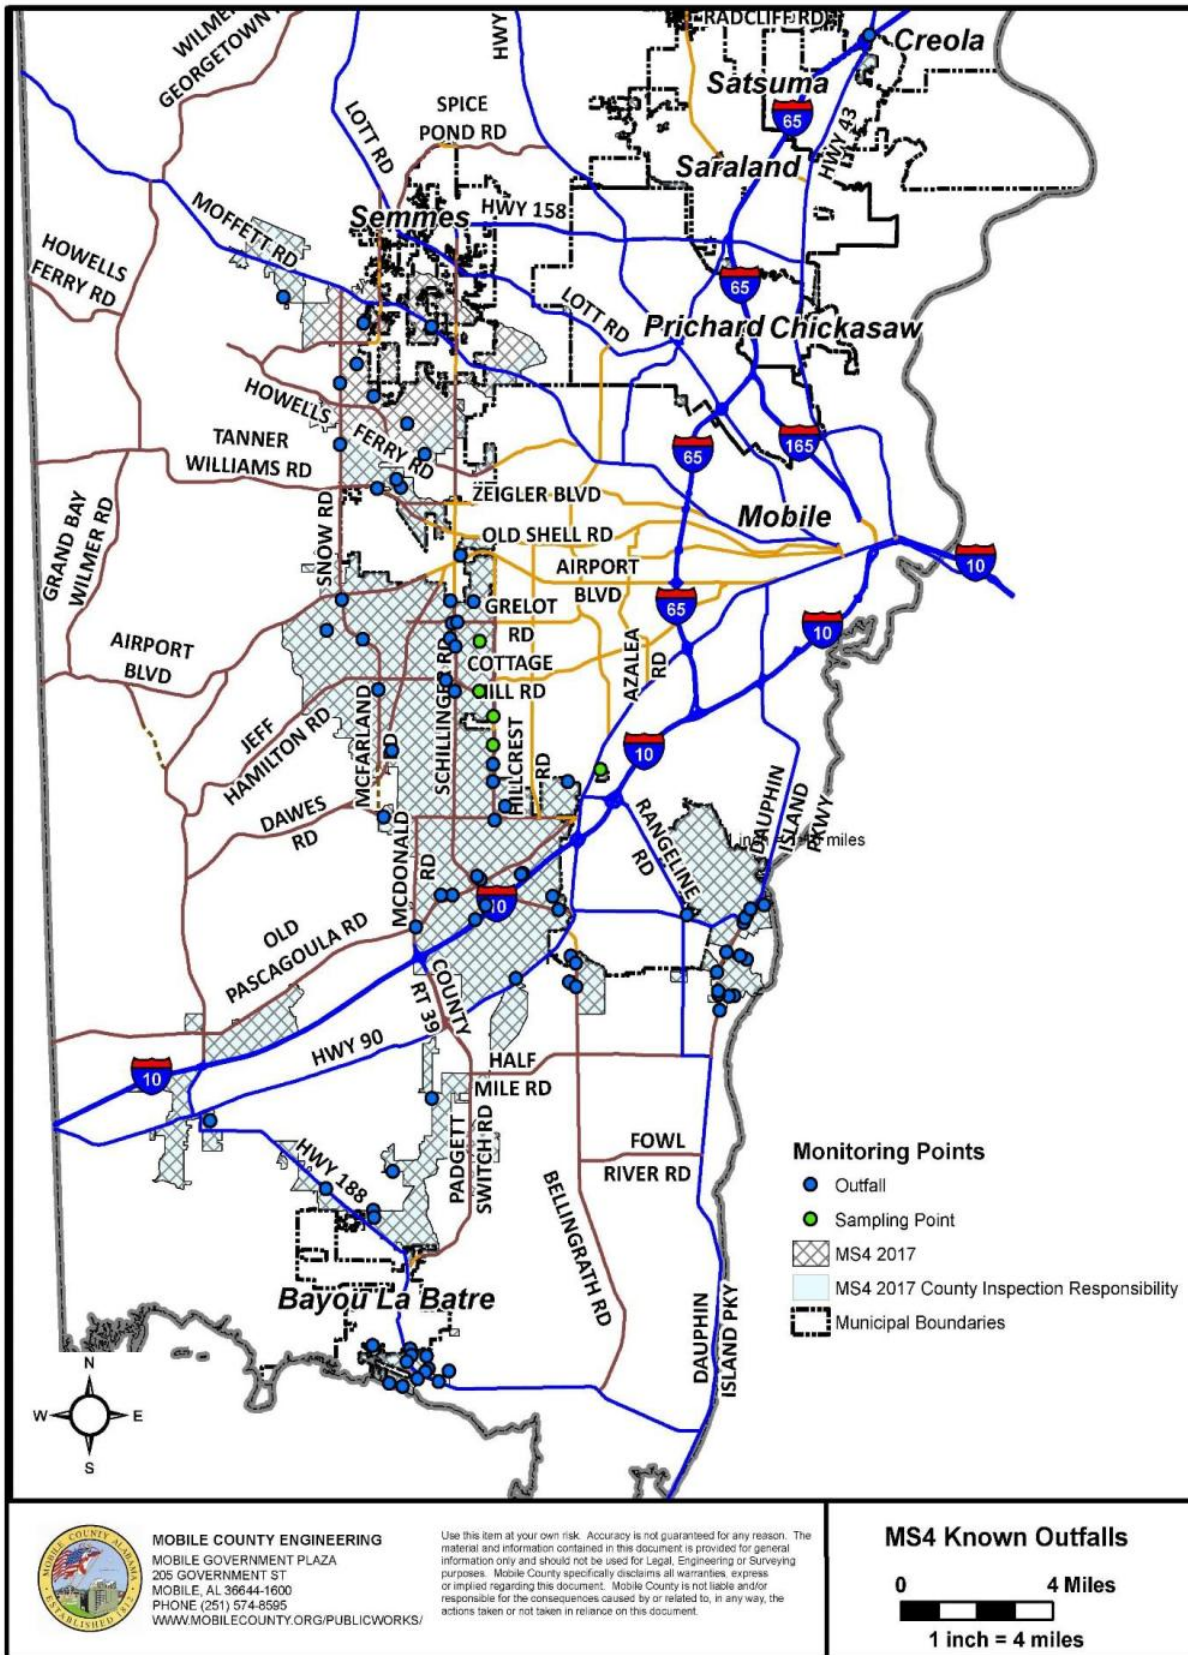 RADCLIFF RD
Creola
WILMER
GEORGETOWN
HWY
Satsuma
65
LOTT RD
SPICE
POND RD
HWY 43
Saraland
MOFFETT RD
Semmes
HWY 158
HOWELLS
FERRY RD
65
LOTT RD
Prichard
Chickasaw
HOWELLS
FERRY RD
TANNER
WILLIAMS RD
65
165
GRAND BAY
WILMER RD
SNOW RD
ZEIGLER BLVD
Mobile
OLD SHELL RD
AIRPORT
BLVD
10
GRELOT
RD
65
10
AIRPORT
BLVD
COTTAGE
HILL RD
AZALEA
RD
JEFF
HAMILTON RD
MCFARLAND
RD
SCHILLINGER RD
HILLCREST
RD
10
DAWES
RD
RANGELINE
RD
DAUPHIN
ISLAND
PKWY
1 inch =
miles
MCDONALD
RD
10
OLD
PASCAGOULA RD
COUNTY
RT 39
HWY 90
HALF
MILE RD
10
PADGETT
SWITCH RD
FOWL
RIVER RD
HWY 188
BELLINGRATH RD
Bayou La Batre
DAUPHIN
ISLAND PKY
Monitoring Points
Outfall
Sampling Point
MS4 2017
MS4 2017 County Inspection Responsibility
Municipal Boundaries
N
W
E
S
MOBILE COUNTY ALABAMA
ESTABLISHED 1812
MOBILE COUNTY ENGINEERING
MOBILE GOVERNMENT PLAZA
205 GOVERNMENT ST
MOBILE, AL 36644-1600
PHONE (251) 574-8595
WWW.MOBILECOUNTY.ORG/PUBLICWORKS/
Use this item at your own risk. Accuracy is not guaranteed for any reason. The
material and information contained in this document is provided for general
information only and should not be used for Legal, Engineering or Surveying
purposes. Mobile County specifically disclaims all warranties, express
or implied regarding this document. Mobile County is not liable and/or
responsible for the consequences caused by or related to, in any way, the
actions taken or not taken in reliance on this document.
MS4 Known Outfalls
0 4 Miles
1 inch = 4 miles